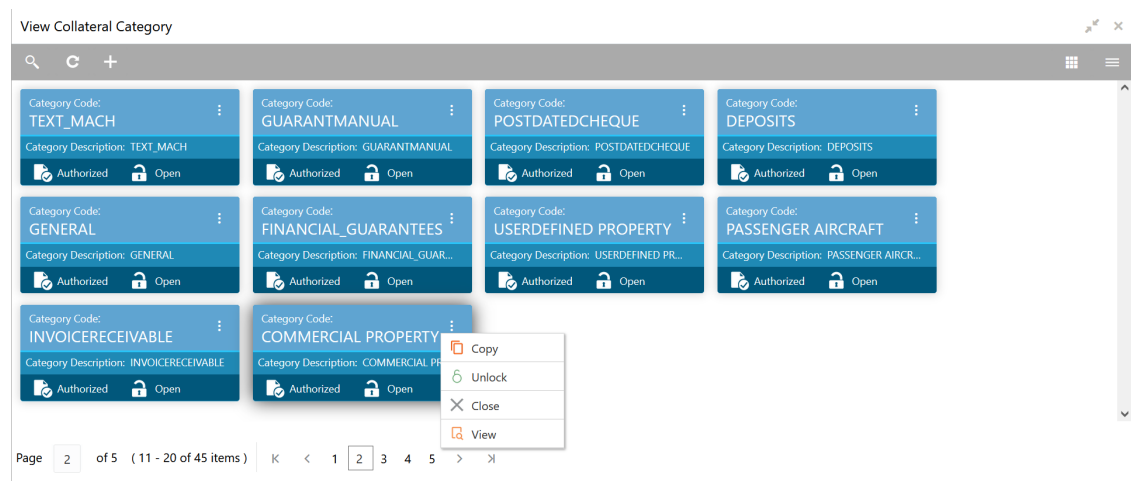 View Collateral Category
Category Code:
TEXT_MACH
Category Description: TEXT_MACH
Authorized Open
Category Code:
GUARANTMANUAL
Category Description: GUARANTMANUAL
Authorized Open
Category Code:
POSTDATEDCHEQUE
Category Description: POSTDATEDCHEQUE
Authorized Open
Category Code:
DEPOSITS
Category Description: DEPOSITS
Authorized Open
Category Code:
GENERAL
Category Description: GENERAL
Authorized Open
Category Code:
FINANCIAL_GUARANTEES
Category Description: FINANCIAL_GUAR...
Authorized Open
Category Code:
USERDEFINED PROPERTY
Category Description: USERDEFINED PR...
Authorized Open
Category Code:
PASSENGER AIRCRAFT
Category Description: PASSENGER AIRCR...
Authorized Open
Category Code:
INVOICERECEIVABLE
Category Description: INVOICERECEIVABLE
Authorized Open
Category Code:
COMMERCIAL PROPERTY
Category Description: COMMERCIAL PR
Authorized Open
Copy
Unlock
Close
View
Page 2 of 5 ( 11 - 20 of 45 items ) 1 2 3 4 5